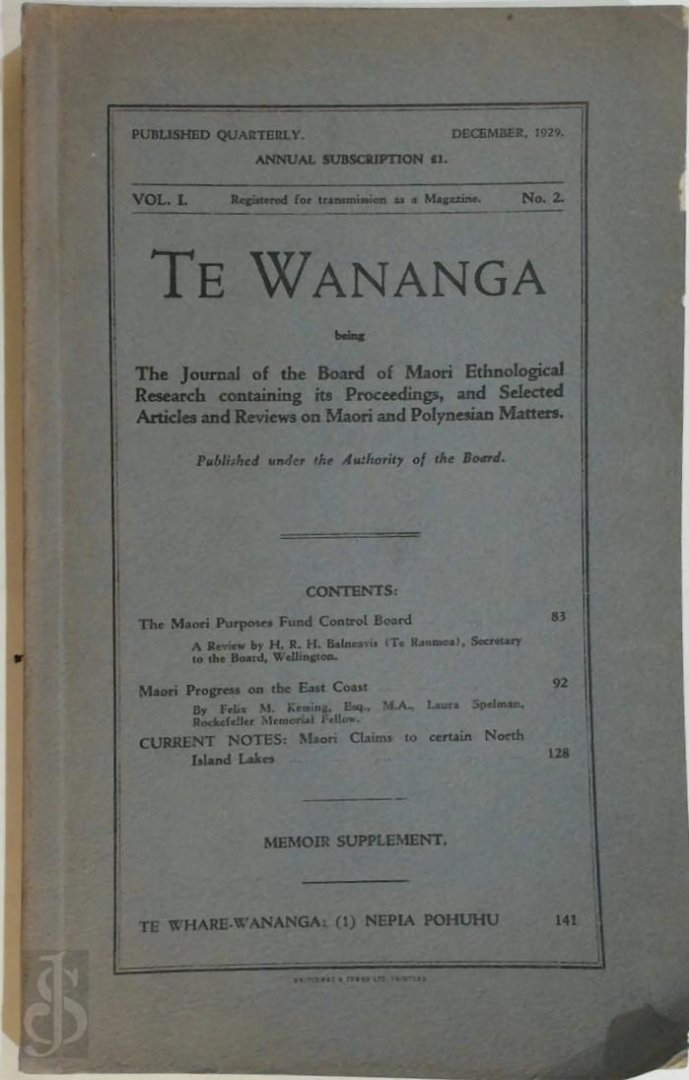 PUBLISHED QUARTERLY. DECEMBER, 1929.
ANNUAL SUBSCRIPTION £1.
VOL. I. Registered for transmission as a Magazine. No. 2.
TE WANANGA
being
The Journal of the Board of Maori Ethnological
Research containing its Proceedings, and Selected
Articles and Reviews on Maori and Polynesian Matters.
Published under the Authority of the Board.
CONTENTS:
The Maori Purposes Fund Control Board 83
A Review by H. R. H. Balneavis (Te Raumoa), Secretary
to the Board, Wellington.
Maori Progress on the East Coast 92
By Felix M. Keesing, Esq., M.A., Laura Spelman,
Rockefeller Memorial Fellow.
CURRENT NOTES: Maori Claims to certain North
Island Lakes 128
MEMOIR SUPPLEMENT.
TE WHARE-WANANGA: (1) NEPIA POHUHU 141
& TOMBS LTD. PRINTERS
JS